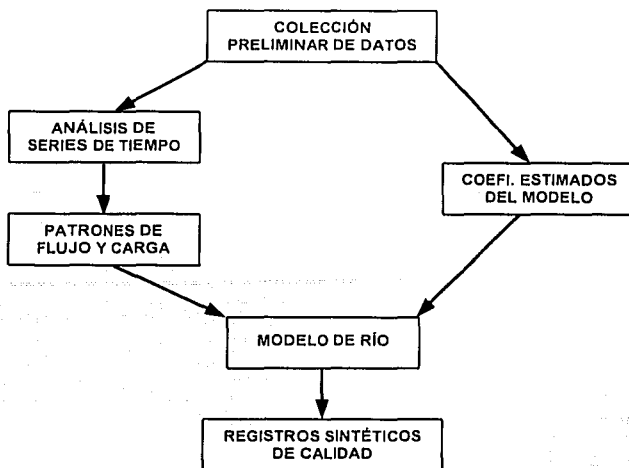 COLECCIÓN
PRELIMINAR DE DATOS
ANÁLISIS DE
SERIES DE TIEMPO
COEFI. ESTIMADOS
DEL MODELO
PATRONES DE
FLUJO Y CARGA
MODELO DE RÍO
REGISTROS SINTÉTICOS
DE CALIDAD